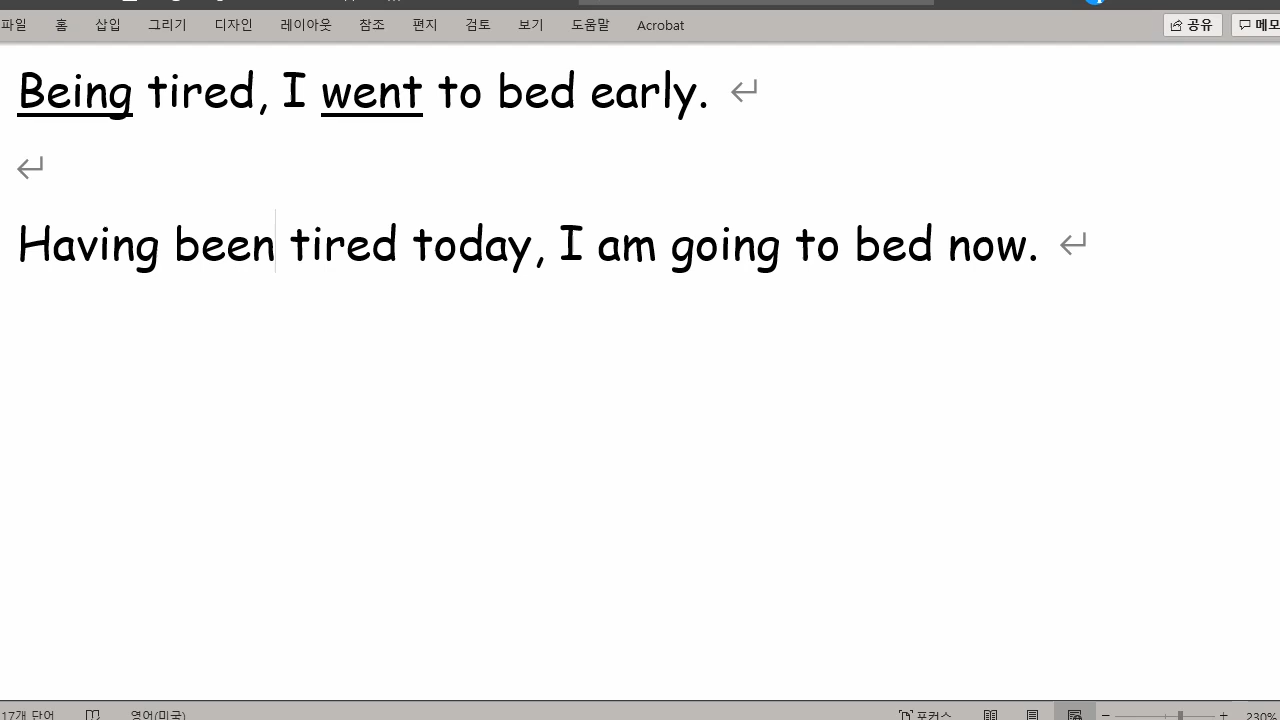 파일 홈 삽입 그리기 디자인 레이아웃 참조 편지 검토 보기 도움말 Acrobat 공유 메모
Being tired, I went to bed early.
Having been tired today, I am going to bed now.
17개 단어 영어(미국) 포커스 230%